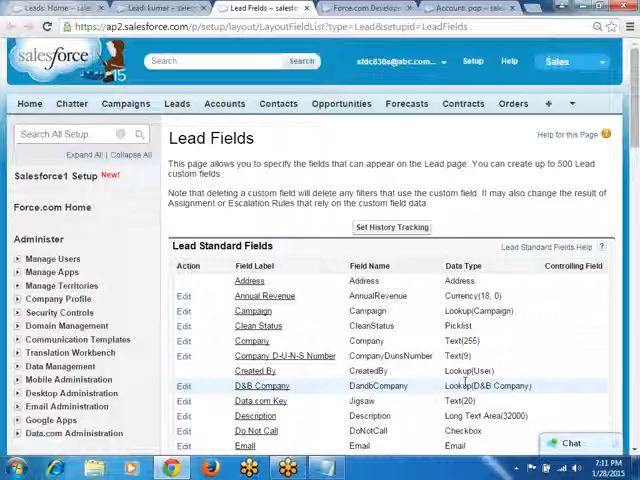 Leads: Home ~ salesfo
Lead: kumar ~ salesfo
Lead Fields ~ salesfo
Force.com Develop
Account pop ~ salesf
https://ap2.salesforce.com/p/setup/layout/LayoutFieldList?type=Lead&setupid=LeadFields
salesforce
15
Search
Search
sfdc636s@abc.com...
Setup
Help
Sales
Home
Chatter
Campaigns
Leads
Accounts
Contacts
Opportunities
Forecasts
Contracts
Orders
+
Search All Setup...
Expand All | Collapse All
Salesforce1 Setup New!
Force.com Home
Administer
Manage Users
Manage Apps
Manage Territories
Company Profile
Security Controls
Domain Management
Communication Templates
Translation Workbench
Data Management
Mobile Administration
Desktop Administration
Email Administration
Google Apps
Data.com Administration
Lead Fields
Help for this Page
This page allows you to specify the fields that can appear on the Lead page. You can create up to 500 Lead
custom fields.
Note that deleting a custom field will delete any filters that use the custom field. It may also change the result of
Assignment or Escalation Rules that rely on the custom field data.
Set History Tracking
Lead Standard Fields
Lead Standard Fields Help ?
Action Field Label Field Name Data Type Controlling Field
Address Address Address
Edit Annual Revenue AnnualRevenue Currency(18, 0)
Edit Campaign Campaign Lookup(Campaign)
Edit Clean Status CleanStatus Picklist
Edit Company Company Text(255)
Edit Company D-U-N-S Number CompanyDunsNumber Text(9)
Created By CreatedBy Lookup(User)
Edit D&B Company DandbCompany Lookup(D&B Company)
Edit Data.com Key Jigsaw Text(20)
Edit Description Description Long Text Area(32000)
Edit Do Not Call DoNotCall Checkbox
Edit Email Email Email
Chat
7:11 PM
1/28/2015